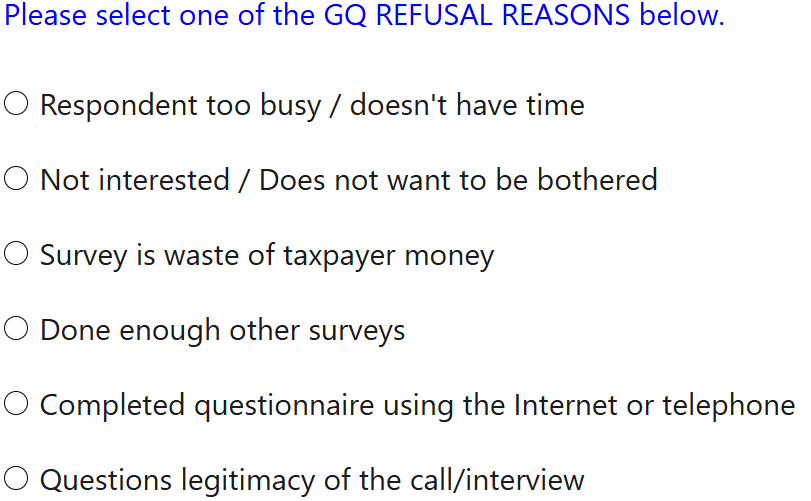 Please select one of the GQ REFUSAL REASONS below.
Respondent too busy / doesn't have time
Not interested / Does not want to be bothered
Survey is waste of taxpayer money
Done enough other surveys
Completed questionnaire using the Internet or telephone
Questions legitimacy of the call/interview